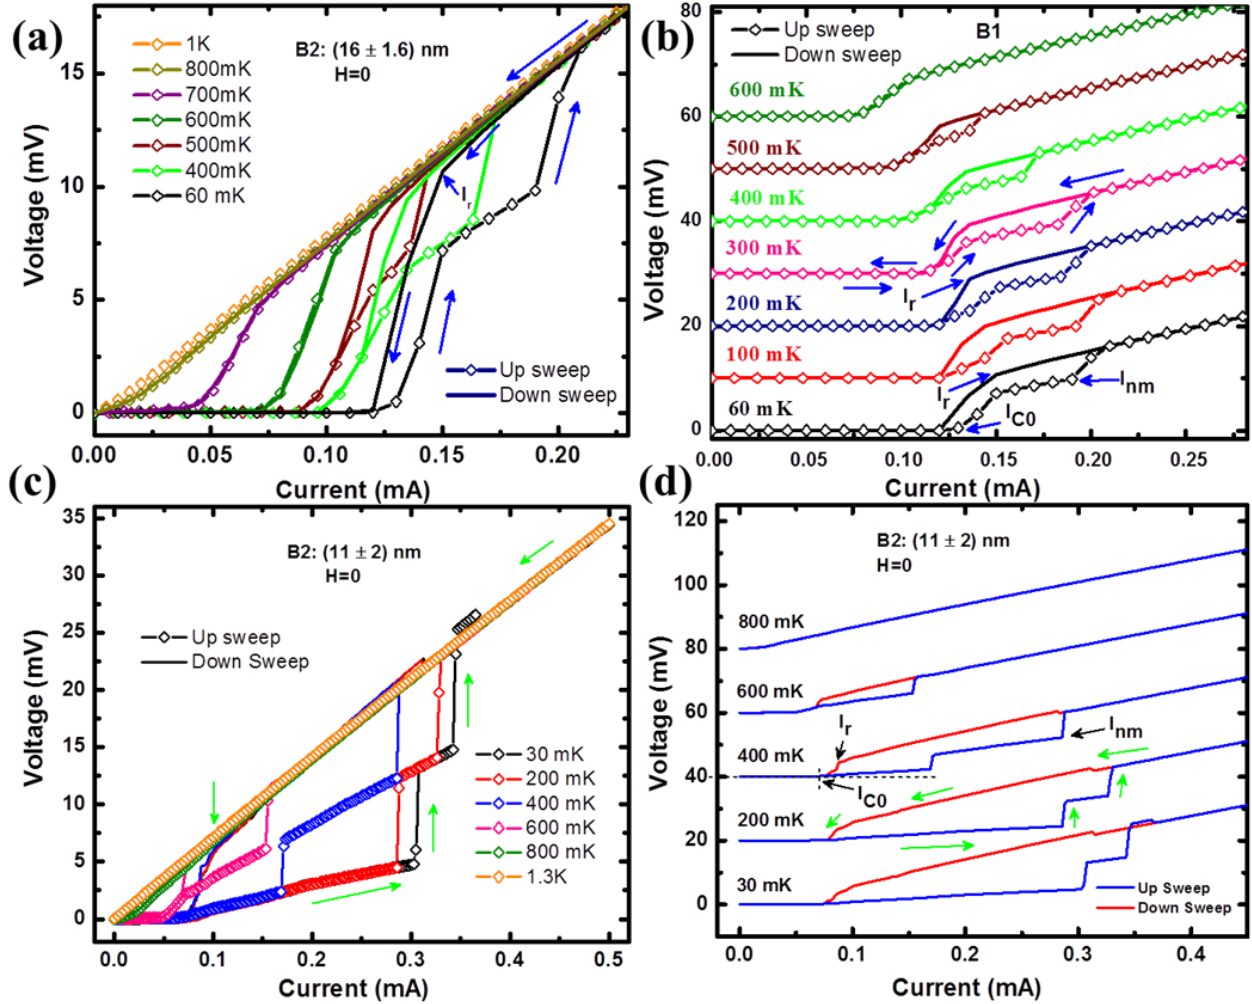 (a)
B2: (16 ± 1.6) nm
H=0
1K
800mK
700mK
600mK
500mK
400mK
60 mK
Ir
Up sweep
Down sweep
Voltage (mV)
15
10
5
0
0.00 0.05 0.10 0.15 0.20
Current (mA)
(b)
Up sweep
Down sweep
B1
600 mK
500 mK
400 mK
300 mK
200 mK
100 mK
60 mK
Ir
Ir
IC0
Inm
Voltage (mV)
80
60
40
20
0
0.00 0.05 0.10 0.15 0.20 0.25
Current (mA)
(c)
B2: (11 ± 2) nm
H=0
Up sweep
Down Sweep
30 mK
200 mK
400 mK
600 mK
800 mK
1.3K
Voltage (mV)
35
30
25
20
15
10
5
0
0.0 0.1 0.2 0.3 0.4 0.5
Current (mA)
(d)
B2: (11 ± 2) nm
H=0
800 mK
600 mK
400 mK
200 mK
30 mK
Ir
IC0
Inm
Up Sweep
Down Sweep
Voltage (mV)
120
100
80
60
40
20
0
0.0 0.1 0.2 0.3 0.4
Current (mA)